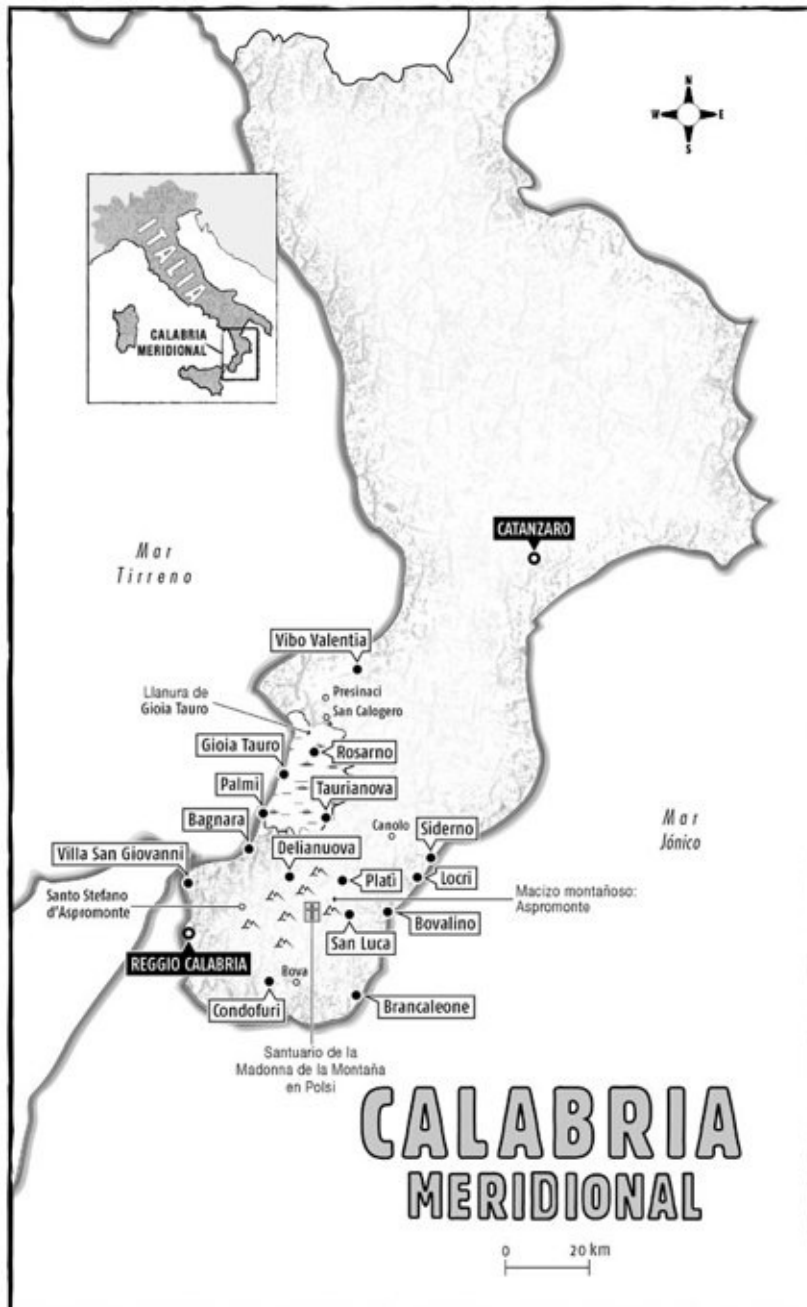 N
W E
S
ITALIA
CALABRIA
MERIDIONAL
CATANZARO
Mar
Tirreno
Vibo Valentia
Presinaci
Llanura de
Gioia Tauro
San Calogero
Gioia Tauro
Rosarno
Palmi
Taurianova
Bagnara
Canolo
Siderno
Mar
Jónico
Villa San Giovanni
Delianuova
Platì
Locri
Santo Stefano
d'Aspromonte
Macizo montañoso:
Aspromonte
San Luca
Bovalino
REGGIO CALABRIA
Bova
Condofuri
Brancaleone
Santuario de la
Madonna de la Montaña
en Polsi
CALABRIA
MERIDIONAL
0 20 km